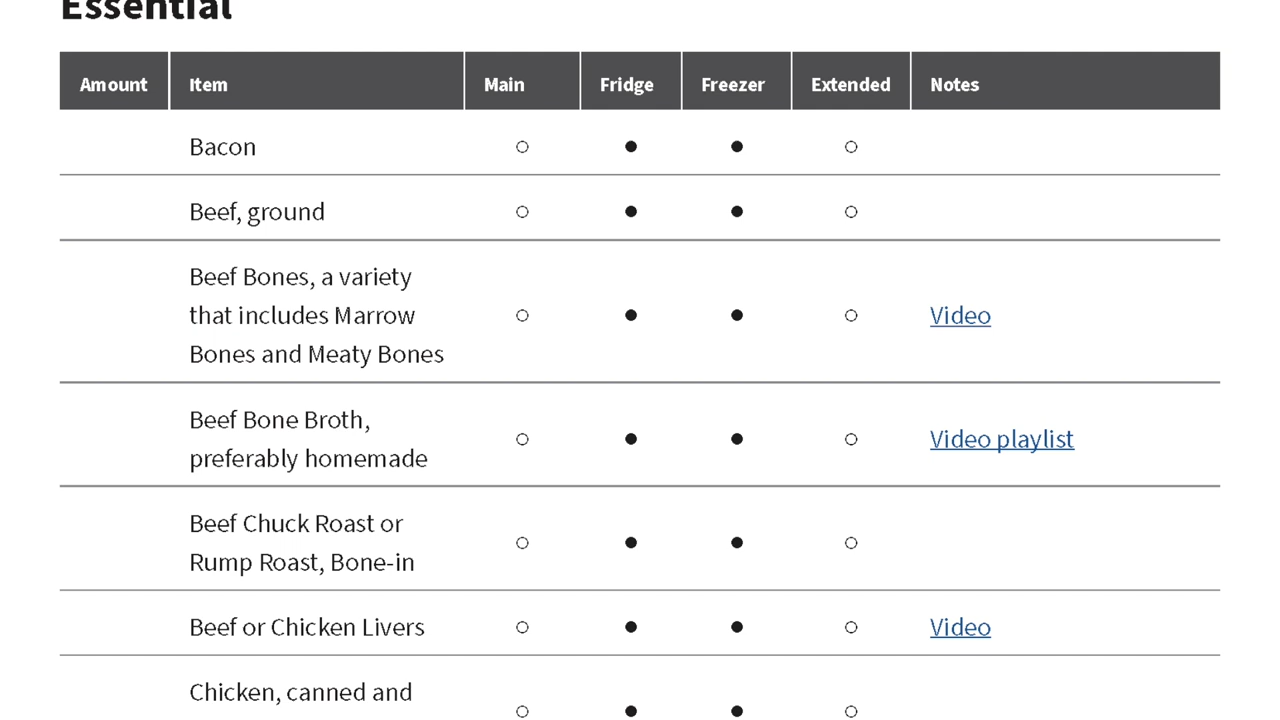 Essential
Amount Item Main Fridge Freezer Extended Notes
Bacon ○ ● ● ○
Beef, ground ○ ● ● ○
Beef Bones, a variety
that includes Marrow ○ ● ● ○ Video
Bones and Meaty Bones
Beef Bone Broth,
preferably homemade ○ ● ● ○ Video playlist
Beef Chuck Roast or
Rump Roast, Bone-in ○ ● ● ○
Beef or Chicken Livers ○ ● ● ○ Video
Chicken, canned and ○ ● ● ○